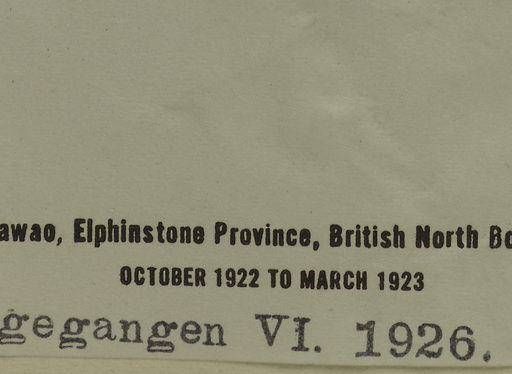 awao, Elphinstone Province, British North Bo
OCTOBER 1922 TO MARCH 1923
gegangen VI. 1926.